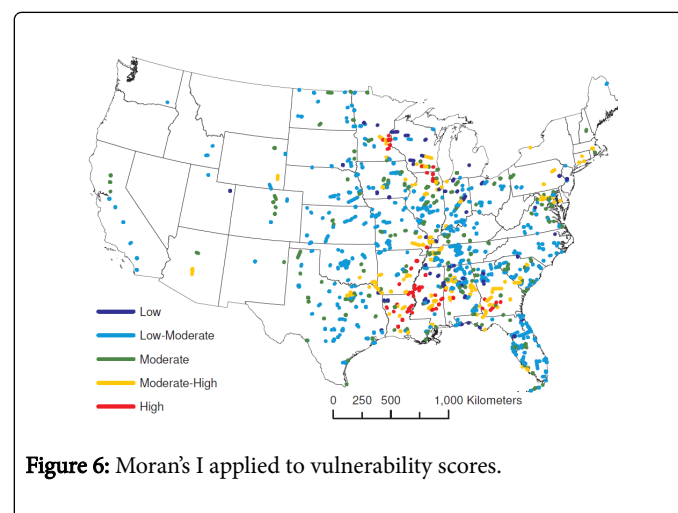 Low
Low-Moderate
Moderate
Moderate-High
High
0 250 500 1,000 Kilometers
Figure 6: Moran's I applied to vulnerability scores.